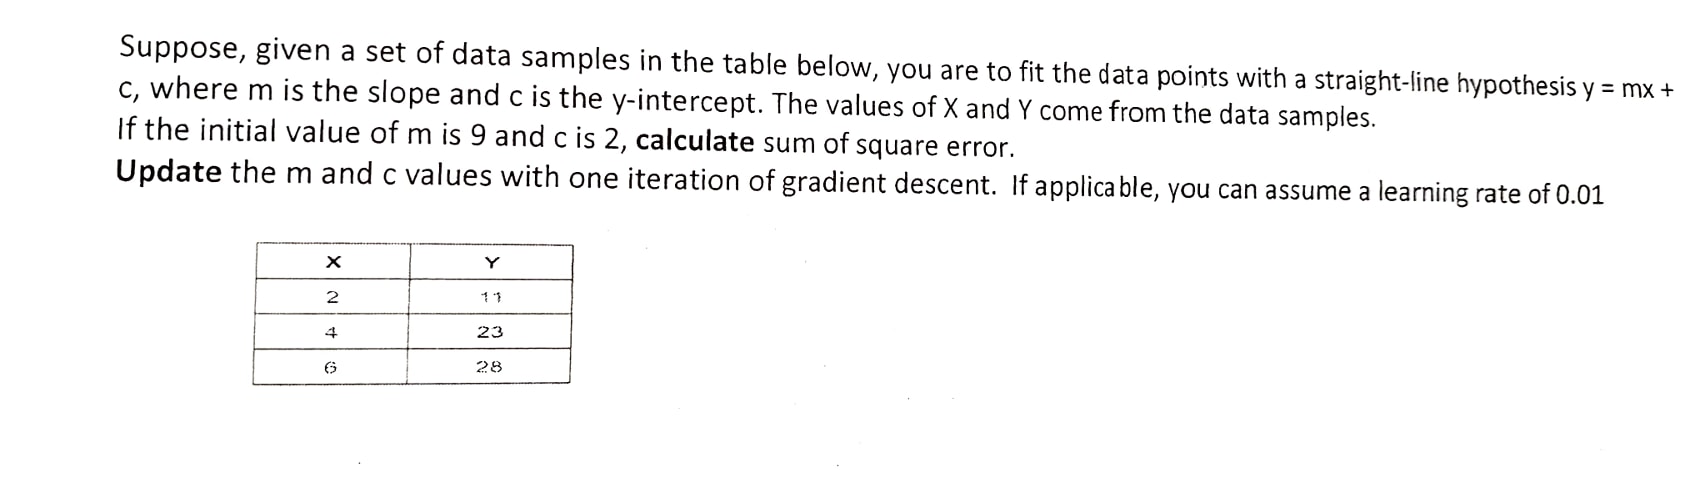 Suppose, given a set of data samples in the table below, you are to fit the data points with a straight-line hypothesis y = mx +
c, where m is the slope and c is the y-intercept. The values of X and Y come from the data samples.
If the initial value of m is 9 and c is 2, calculate sum of square error.
Update the m and c values with one iteration of gradient descent. If applicable, you can assume a learning rate of 0.01
X Y
2 11
4 23
6 28